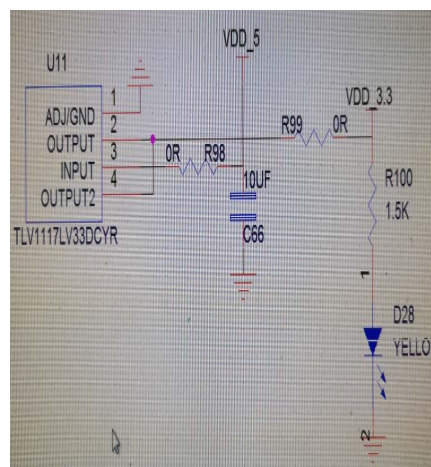 VDD_5
U11
1
ADJ/GND
2
OUTPUT
3
INPUT
4
OUTPUT2
TLV1117LV33DCYR
0R R98
10UF
C66
R99 0R
VDD_3.3
R100
1.5K
1
D28
YELLO
2